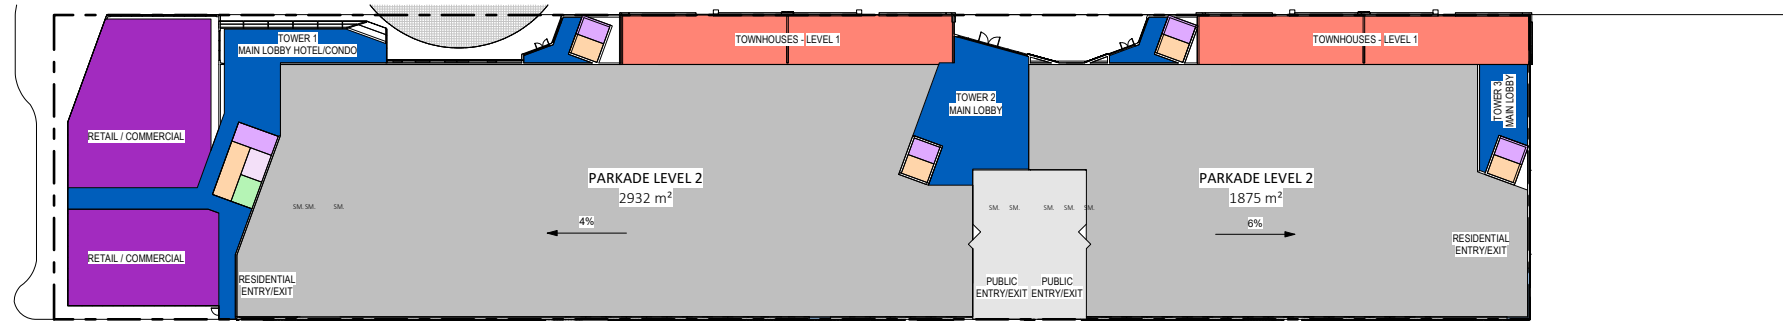 TOWER 1
MAIN LOBBY HOTEL/CONDO
TOWNHOUSES - LEVEL 1
TOWNHOUSES - LEVEL 1
RETAIL / COMMERCIAL
TOWER 2
MAIN LOBBY
TOWER 3
MAIN LOBBY
PARKADE LEVEL 2
2932 m²
PARKADE LEVEL 2
1875 m²
SM. SM. SM.
SM. SM. SM. SM. SM.
4%
6%
RETAIL / COMMERCIAL
RESIDENTIAL
ENTRY/EXIT
PUBLIC
ENTRY/EXIT
PUBLIC
ENTRY/EXIT
RESIDENTIAL
ENTRY/EXIT